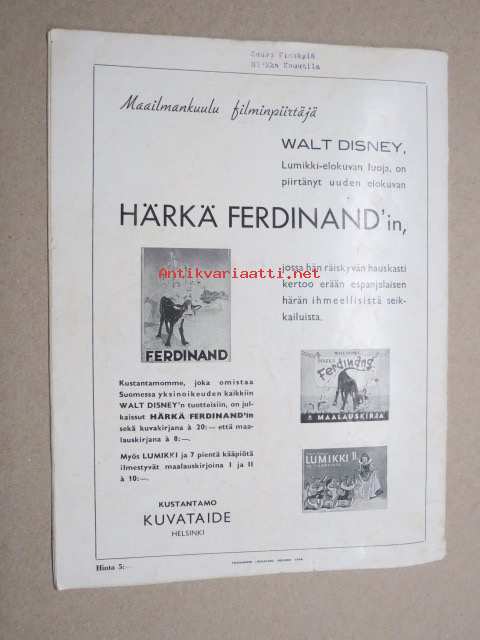 Maailmankuulu filminpiirtäjä
WALT DISNEY,
Lumikki-elokuvan luoja, on
piirtänyt uuden elokuvan
HÄRKÄ FERDINAND'in,
jossa hän räiskyvän hauskasti
kertoo erään espanjalaisen
härän ihmeellisistä seik-
kailuista.
Antikvariaatti.net
FERDINAND
Ferdinand
MAALAUSKIRJA
Kustantamomme, joka omistaa
Suomessa yksinoikeuden kaikkiin
WALT DISNEY'n tuotteisiin, on jul-
kaissut HÄRKÄ FERDINAND'in
sekä kuvakirjana à 20:— että maa-
lauskirjana à 8:—.
Myös LUMIKKI ja 7 pientä kääpiötä
ilmestyvät maalauskirjoina I ja II
à 10:—.
LUMIKKI II
KUSTANTAMO
KUVATAIDE
HELSINKI
Hinta 5:—